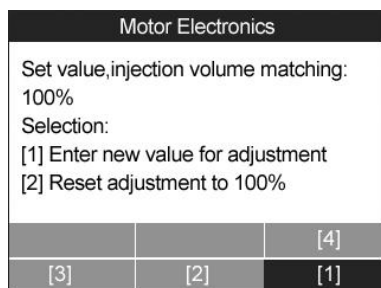 Motor Electronics
Set value,injection volume matching:
100%
Selection:
[1] Enter new value for adjustment
[2] Reset adjustment to 100%
[4]
[3] [2] [1]